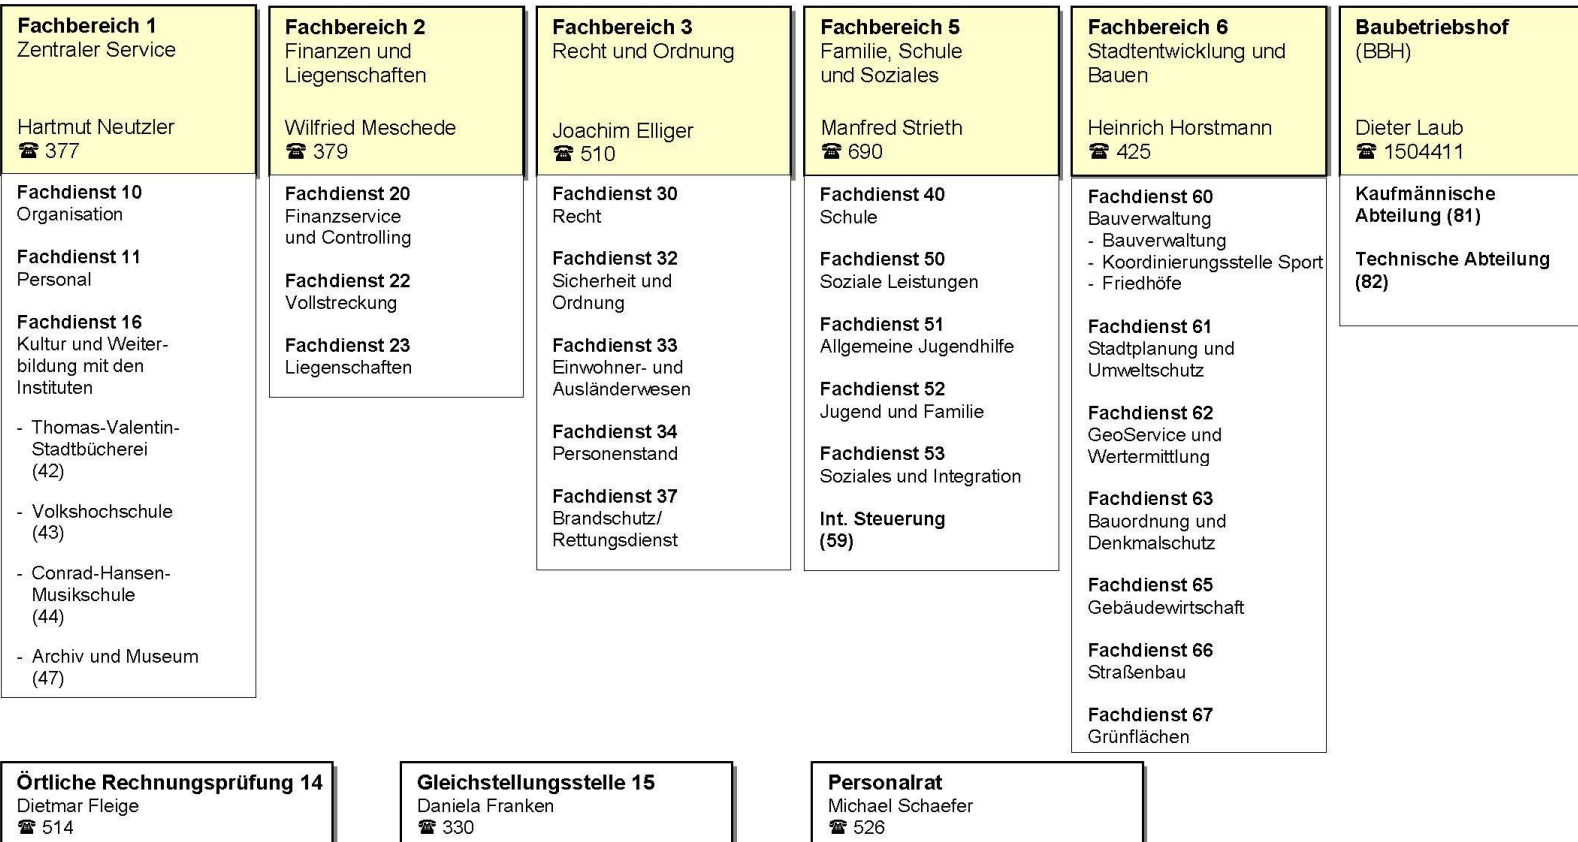 Fachbereich 1
Zentraler Service
Hartmut Neutzler
☎ 377
Fachdienst 10
Organisation
Fachdienst 11
Personal
Fachdienst 16
Kultur und Weiter-
bildung mit den
Instituten
- Thomas-Valentin-
Stadtbücherei
(42)
- Volkshochschule
(43)
- Conrad-Hansen-
Musikschule
(44)
- Archiv und Museum
(47)
Fachbereich 2
Finanzen und
Liegenschaften
Wilfried Meschede
☎ 379
Fachdienst 20
Finanzservice
und Controlling
Fachdienst 22
Vollstreckung
Fachdienst 23
Liegenschaften
Fachbereich 3
Recht und Ordnung
Joachim Elliger
☎ 510
Fachdienst 30
Recht
Fachdienst 32
Sicherheit und
Ordnung
Fachdienst 33
Einwohner- und
Ausländerwesen
Fachdienst 34
Personenstand
Fachdienst 37
Brandschutz/
Rettungsdienst
Fachbereich 5
Familie, Schule
und Soziales
Manfred Strieth
☎ 690
Fachdienst 40
Schule
Fachdienst 50
Soziale Leistungen
Fachdienst 51
Allgemeine Jugendhilfe
Fachdienst 52
Jugend und Familie
Fachdienst 53
Soziales und Integration
Int. Steuerung
(59)
Fachbereich 6
Stadtentwicklung und
Bauen
Heinrich Horstmann
☎ 425
Fachdienst 60
Bauverwaltung
- Bauverwaltung
- Koordinierungsstelle Sport
- Friedhöfe
Fachdienst 61
Stadtplanung und
Umweltschutz
Fachdienst 62
GeoService und
Wertermittlung
Fachdienst 63
Bauordnung und
Denkmalschutz
Fachdienst 65
Gebäudewirtschaft
Fachdienst 66
Straßenbau
Fachdienst 67
Grünflächen
Baubetriebshof
(BBH)
Dieter Laub
☎ 1504411
Kaufmännische
Abteilung (81)
Technische Abteilung
(82)
Örtliche Rechnungsprüfung 14
Dietmar Fleige
☎ 514
Gleichstellungsstelle 15
Daniela Franken
☎ 330
Personalrat
Michael Schaefer
☎ 526